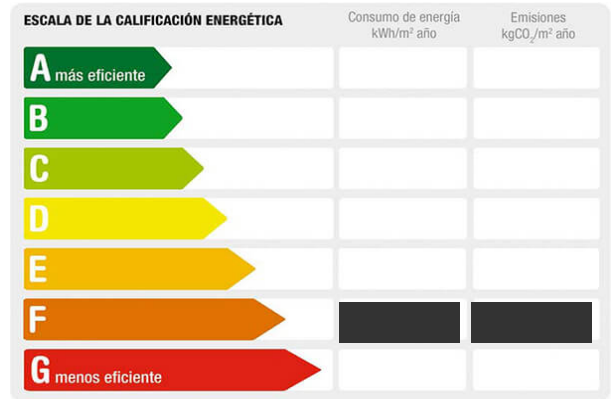 ESCALA DE LA CALIFICACIÓN ENERGÉTICA
Consumo de energía
kWh/m² año
Emisiones
kgCO₂/m² año
A más eficiente
B
C
D
E
F
G menos eficiente